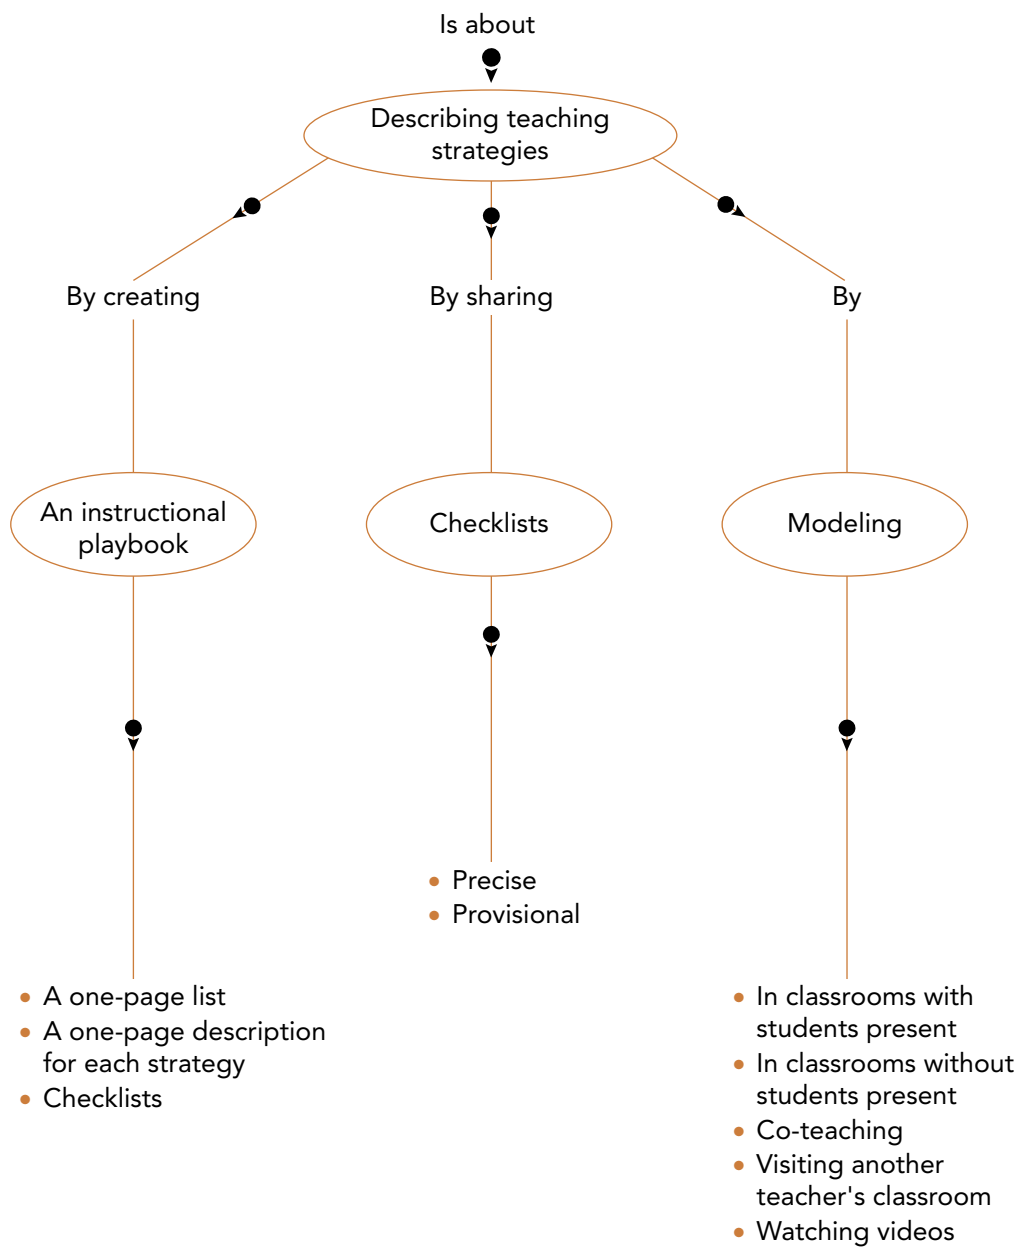 Is about
Describing teaching
strategies
By creating
By sharing
By
An instructional
playbook
Checklists
Modeling
• Precise
• Provisional
• A one-page list
• A one-page description
for each strategy
• Checklists
• In classrooms with
students present
• In classrooms without
students present
• Co-teaching
• Visiting another
teacher's classroom
• Watching videos